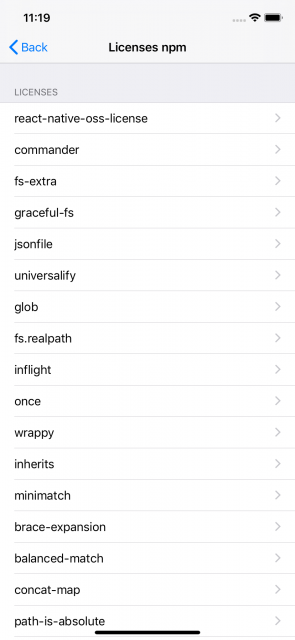 11:19
Back
Licenses npm
LICENSES
react-native-oss-license
commander
fs-extra
graceful-fs
jsonfile
universalify
glob
fs.realpath
inflight
once
wrappy
inherits
minimatch
brace-expansion
balanced-match
concat-map
path-is-absolute